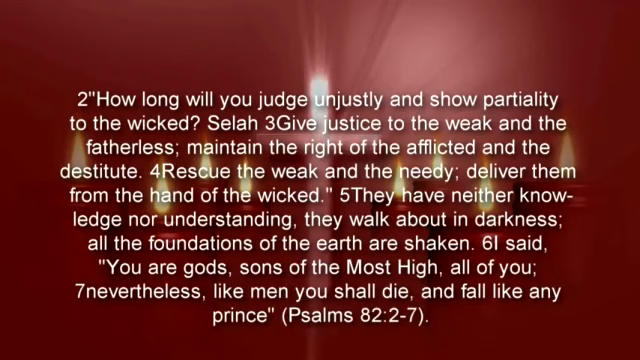 2"How long will you judge unjustly and show partiality
to the wicked? Selah 3Give justice to the weak and the
fatherless; maintain the right of the afflicted and the
destitute. 4Rescue the weak and the needy; deliver them
from the hand of the wicked." 5They have neither know-
ledge nor understanding, they walk about in darkness;
all the foundations of the earth are shaken. 6I said,
"You are gods, sons of the Most High, all of you;
7nevertheless, like men you shall die, and fall like any
prince" (Psalms 82:2-7).